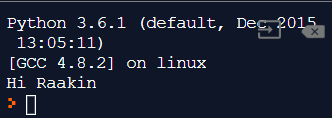 Python 3.6.1 (default, Dec 2015
 13:05:11)
[GCC 4.8.2] on linux
Hi Raakin
>